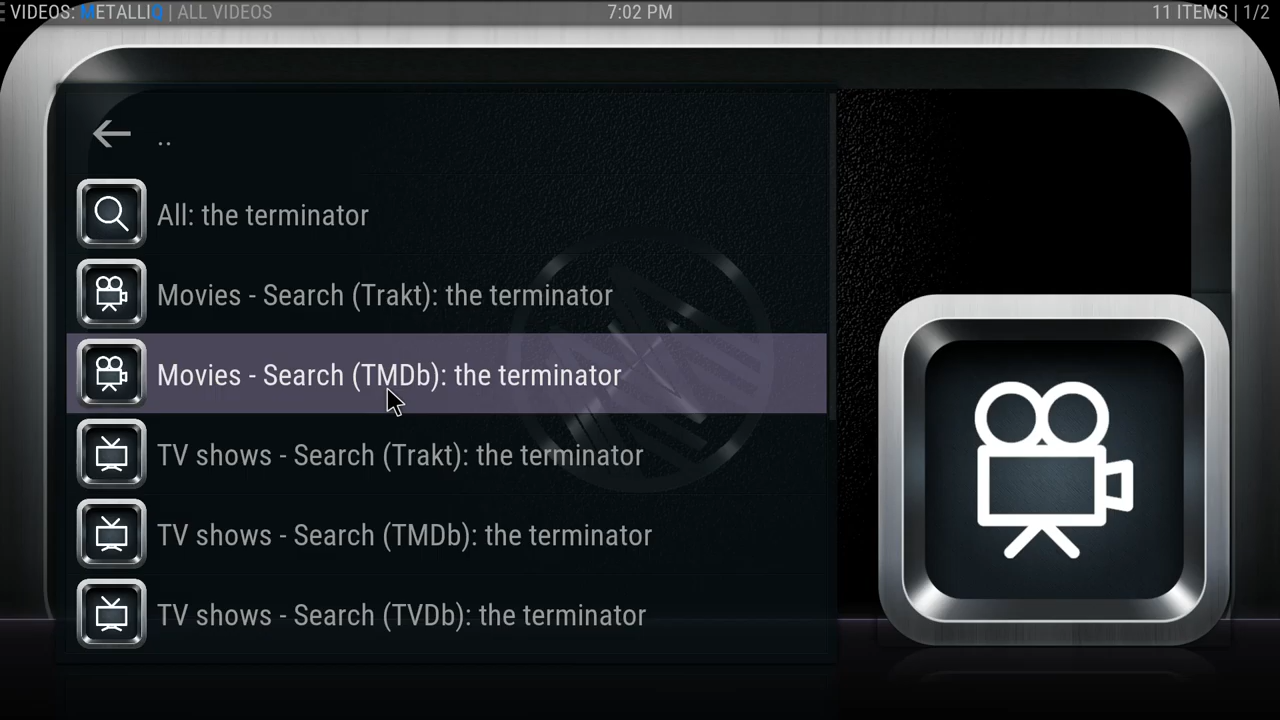 VIDEOS: METALLIQ | ALL VIDEOS
7:02 PM
11 ITEMS | 1/2
..
All: the terminator
Movies - Search (Trakt): the terminator
Movies - Search (TMDb): the terminator
TV shows - Search (Trakt): the terminator
TV shows - Search (TMDb): the terminator
TV shows - Search (TVDb): the terminator